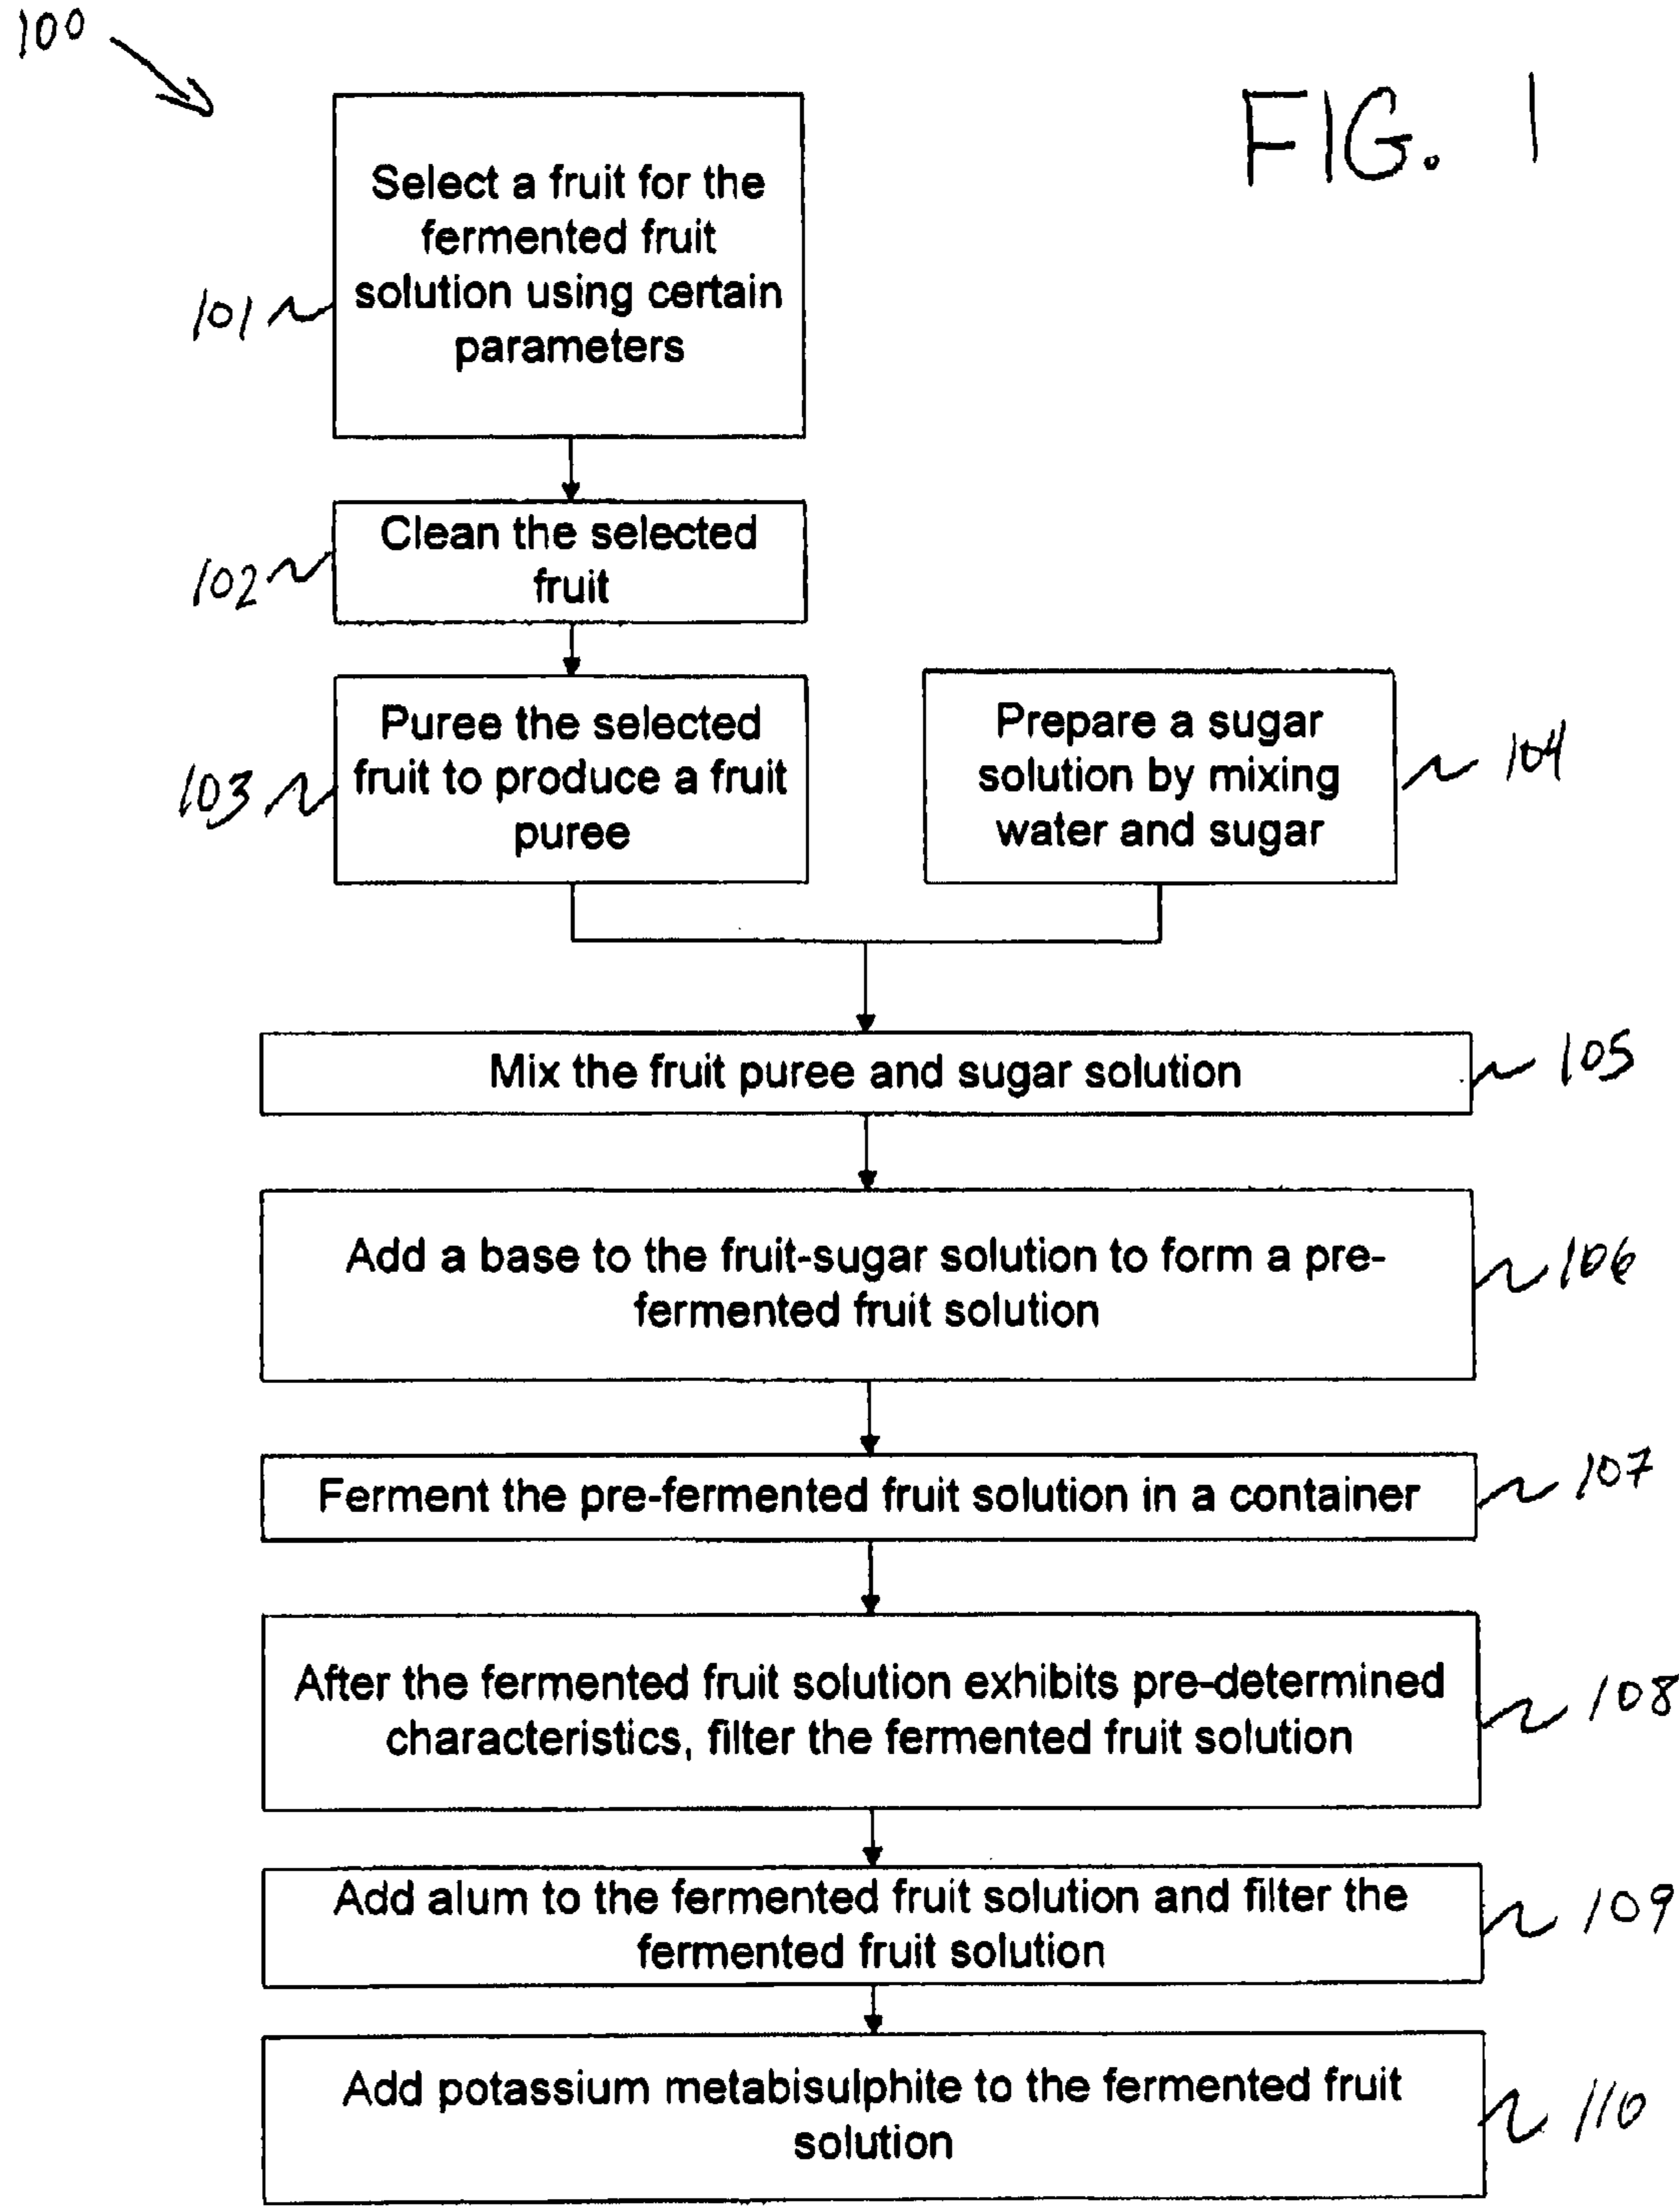 100
FIG. 1
Select a fruit for the
fermented fruit
solution using certain
parameters
101
Clean the selected
fruit
102
Puree the selected
fruit to produce a fruit
puree
103
Prepare a sugar
solution by mixing
water and sugar
104
Mix the fruit puree and sugar solution
105
Add a base to the fruit-sugar solution to form a pre-
fermented fruit solution
106
Ferment the pre-fermented fruit solution in a container
107
After the fermented fruit solution exhibits pre-determined
characteristics, filter the fermented fruit solution
108
Add alum to the fermented fruit solution and filter the
fermented fruit solution
109
Add potassium metabisulphite to the fermented fruit
solution
110